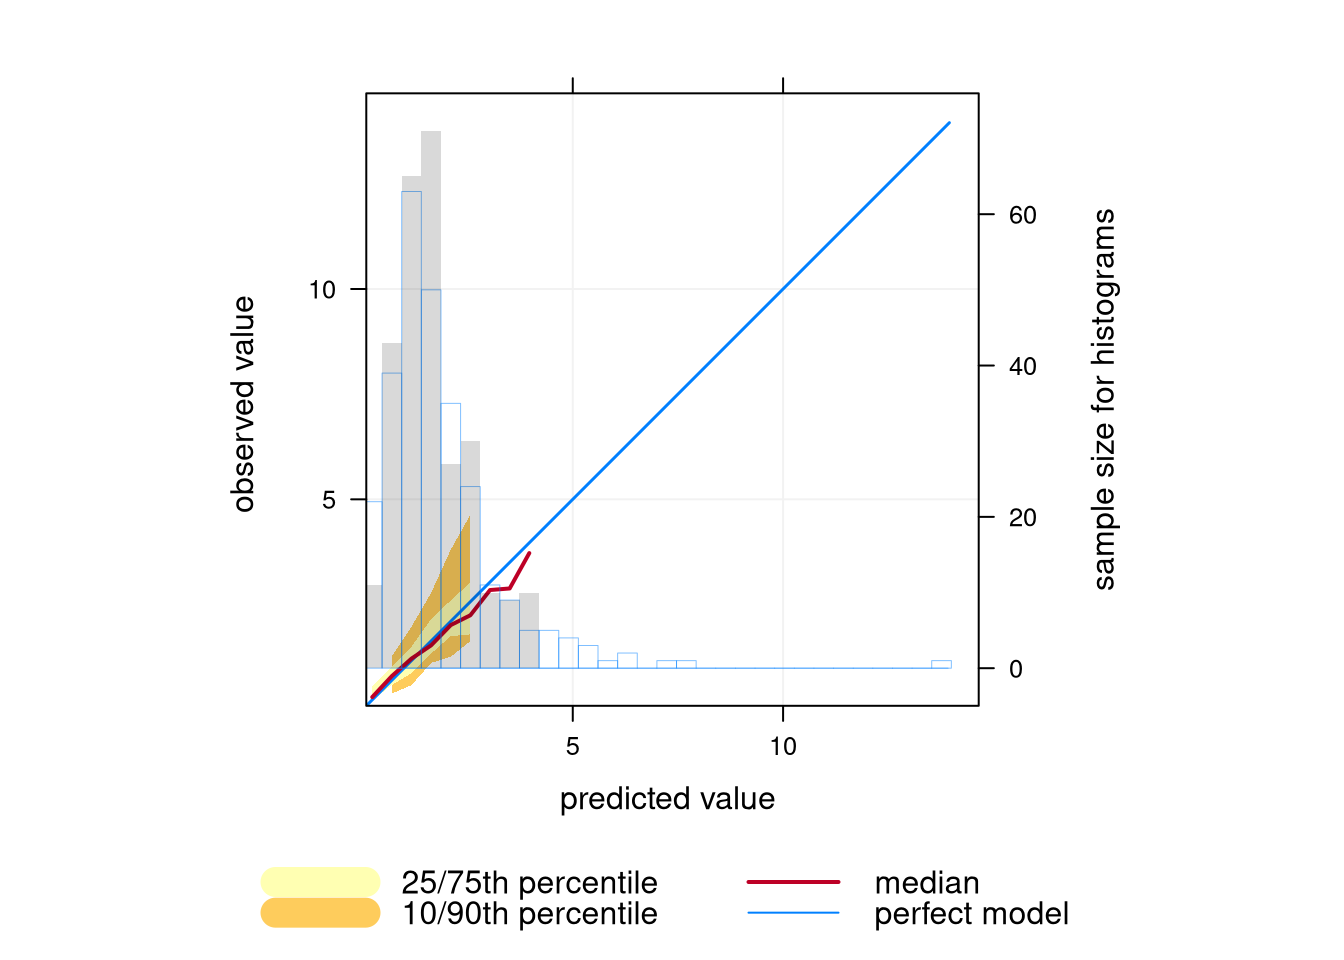 observed value
10
5
60
40
20
0
sample size for histograms
5 10
predicted value
25/75th percentile
10/90th percentile
median
perfect model